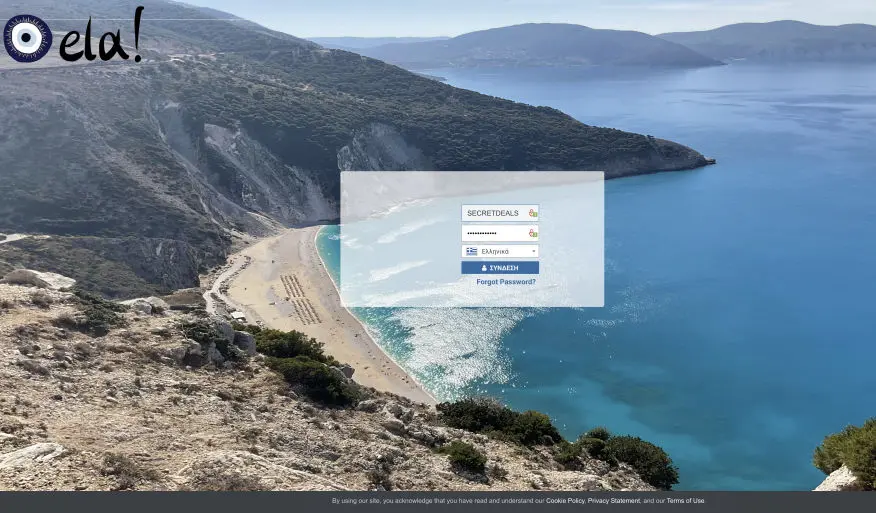 ela!
SECRETDEALS
••••••••••••
Ελληνικά
ΣΥΝΔΕΣΗ
Forgot Password?
By using our site, you acknowledge that you have read and understand our Cookie Policy, Privacy Statement, and our Terms of Use.